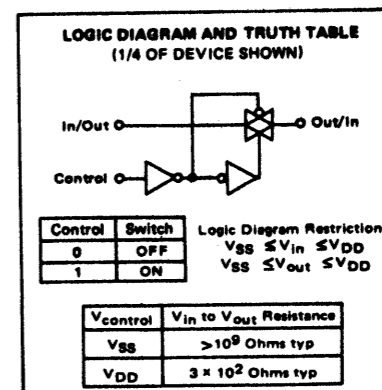 LOGIC DIAGRAM AND TRUTH TABLE
(1/4 OF DEVICE SHOWN)
In/Out
Out/In
Control
Control Switch
0 OFF
1 ON
Logic Diagram Restriction
VSS ≤Vin ≤VDD
VSS ≤Vout ≤VDD
Vcontrol Vin to Vout Resistance
VSS >10⁹ Ohms typ
VDD 3 × 10² Ohms typ